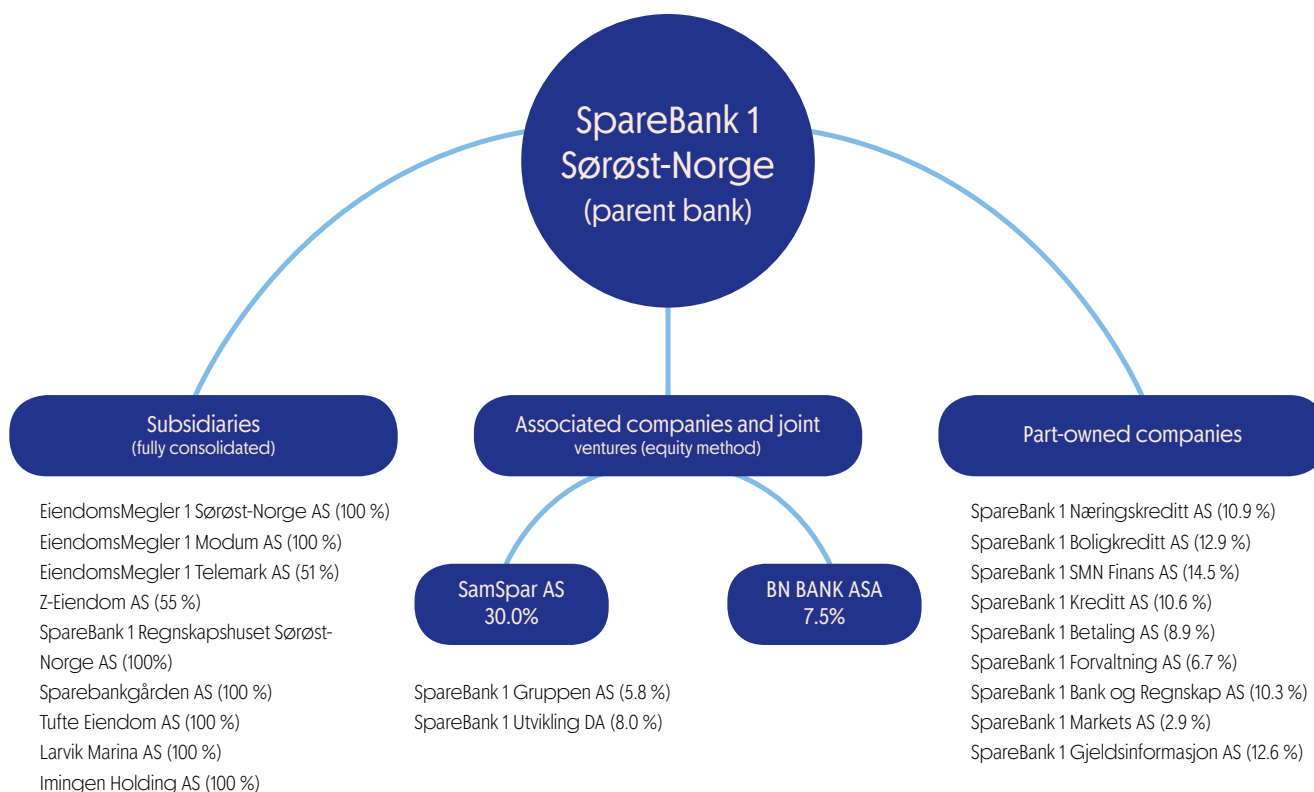 SpareBank 1
Sørøst-Norge
(parent bank)
Subsidiaries
(fully consolidated)
EiendomsMegler 1 Sørøst-Norge AS (100 %)
EiendomsMegler 1 Modum AS (100 %)
EiendomsMegler 1 Telemark AS (51 %)
Z-Eiendom AS (55 %)
SpareBank 1 Regnskapshuset Sørøst-
Norge AS (100%)
Sparebankgården AS (100 %)
Tufte Eiendom AS (100 %)
Larvik Marina AS (100 %)
Imingen Holding AS (100 %)
Associated companies and joint
ventures (equity method)
SamSpar AS
30.0%
BN BANK ASA
7.5%
SpareBank 1 Gruppen AS (5.8 %)
SpareBank 1 Utvikling DA (8.0 %)
Part-owned companies
SpareBank 1 Næringskreditt AS (10.9 %)
SpareBank 1 Boligkreditt AS (12.9 %)
SpareBank 1 SMN Finans AS (14.5 %)
SpareBank 1 Kreditt AS (10.6 %)
SpareBank 1 Betaling AS (8.9 %)
SpareBank 1 Forvaltning AS (6.7 %)
SpareBank 1 Bank og Regnskap AS (10.3 %)
SpareBank 1 Markets AS (2.9 %)
SpareBank 1 Gjeldsinformasjon AS (12.6 %)